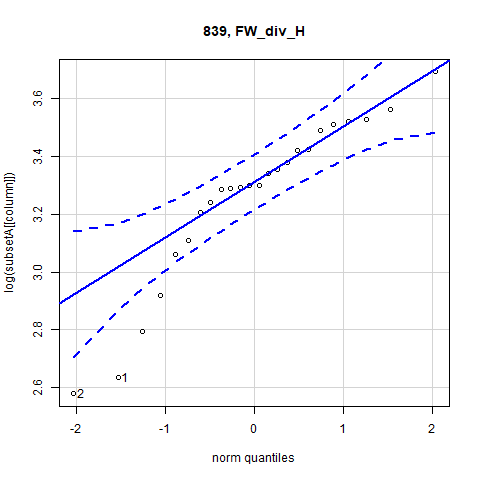 839, FW_div_H
log(subsetA[[column]])
3.6
3.4
3.2
3.0
2.8
2.6
1
2
-2 -1 0 1 2
norm quantiles